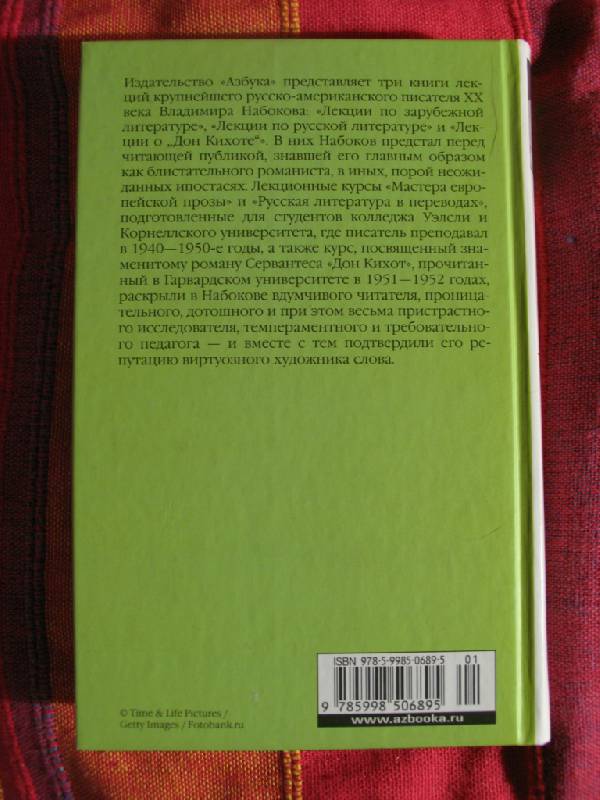 Издательство «Азбука» представляет три книги лек-
ций крупнейшего русско-американского писателя XX
века Владимира Набокова: «Лекции по зарубежной
литературе», «Лекции по русской литературе» и «Лек-
ции о „Дон Кихоте“». В них Набоков предстал перед
читающей публикой, знавшей его главным образом
как блистательного романиста, в иных, порой неожи-
данных ипостасях. Лекционные курсы «Мастера евро-
пейской прозы» и «Русская литература в переводах»,
подготовленные для студентов колледжа Уэлсли и
Корнеллского университета, где писатель преподавал
в 1940—1950-е годы, а также курс, посвященный зна-
менитому роману Сервантеса «Дон Кихот», прочитан-
ный в Гарвардском университете в 1951—1952 годах,
раскрыли в Набокове вдумчивого читателя, проница-
тельного, дотошного и при этом весьма пристрастно-
го исследователя, темпераментного и требовательно-
го педагога — и вместе с тем подтвердили его ре-
путацию виртуозного художника слова.
ISBN 978-5-9985-0689-5
01
9 785998 506895
www.azbooka.ru
© Time & Life Pictures /
Getty Images / Fotobank.ru